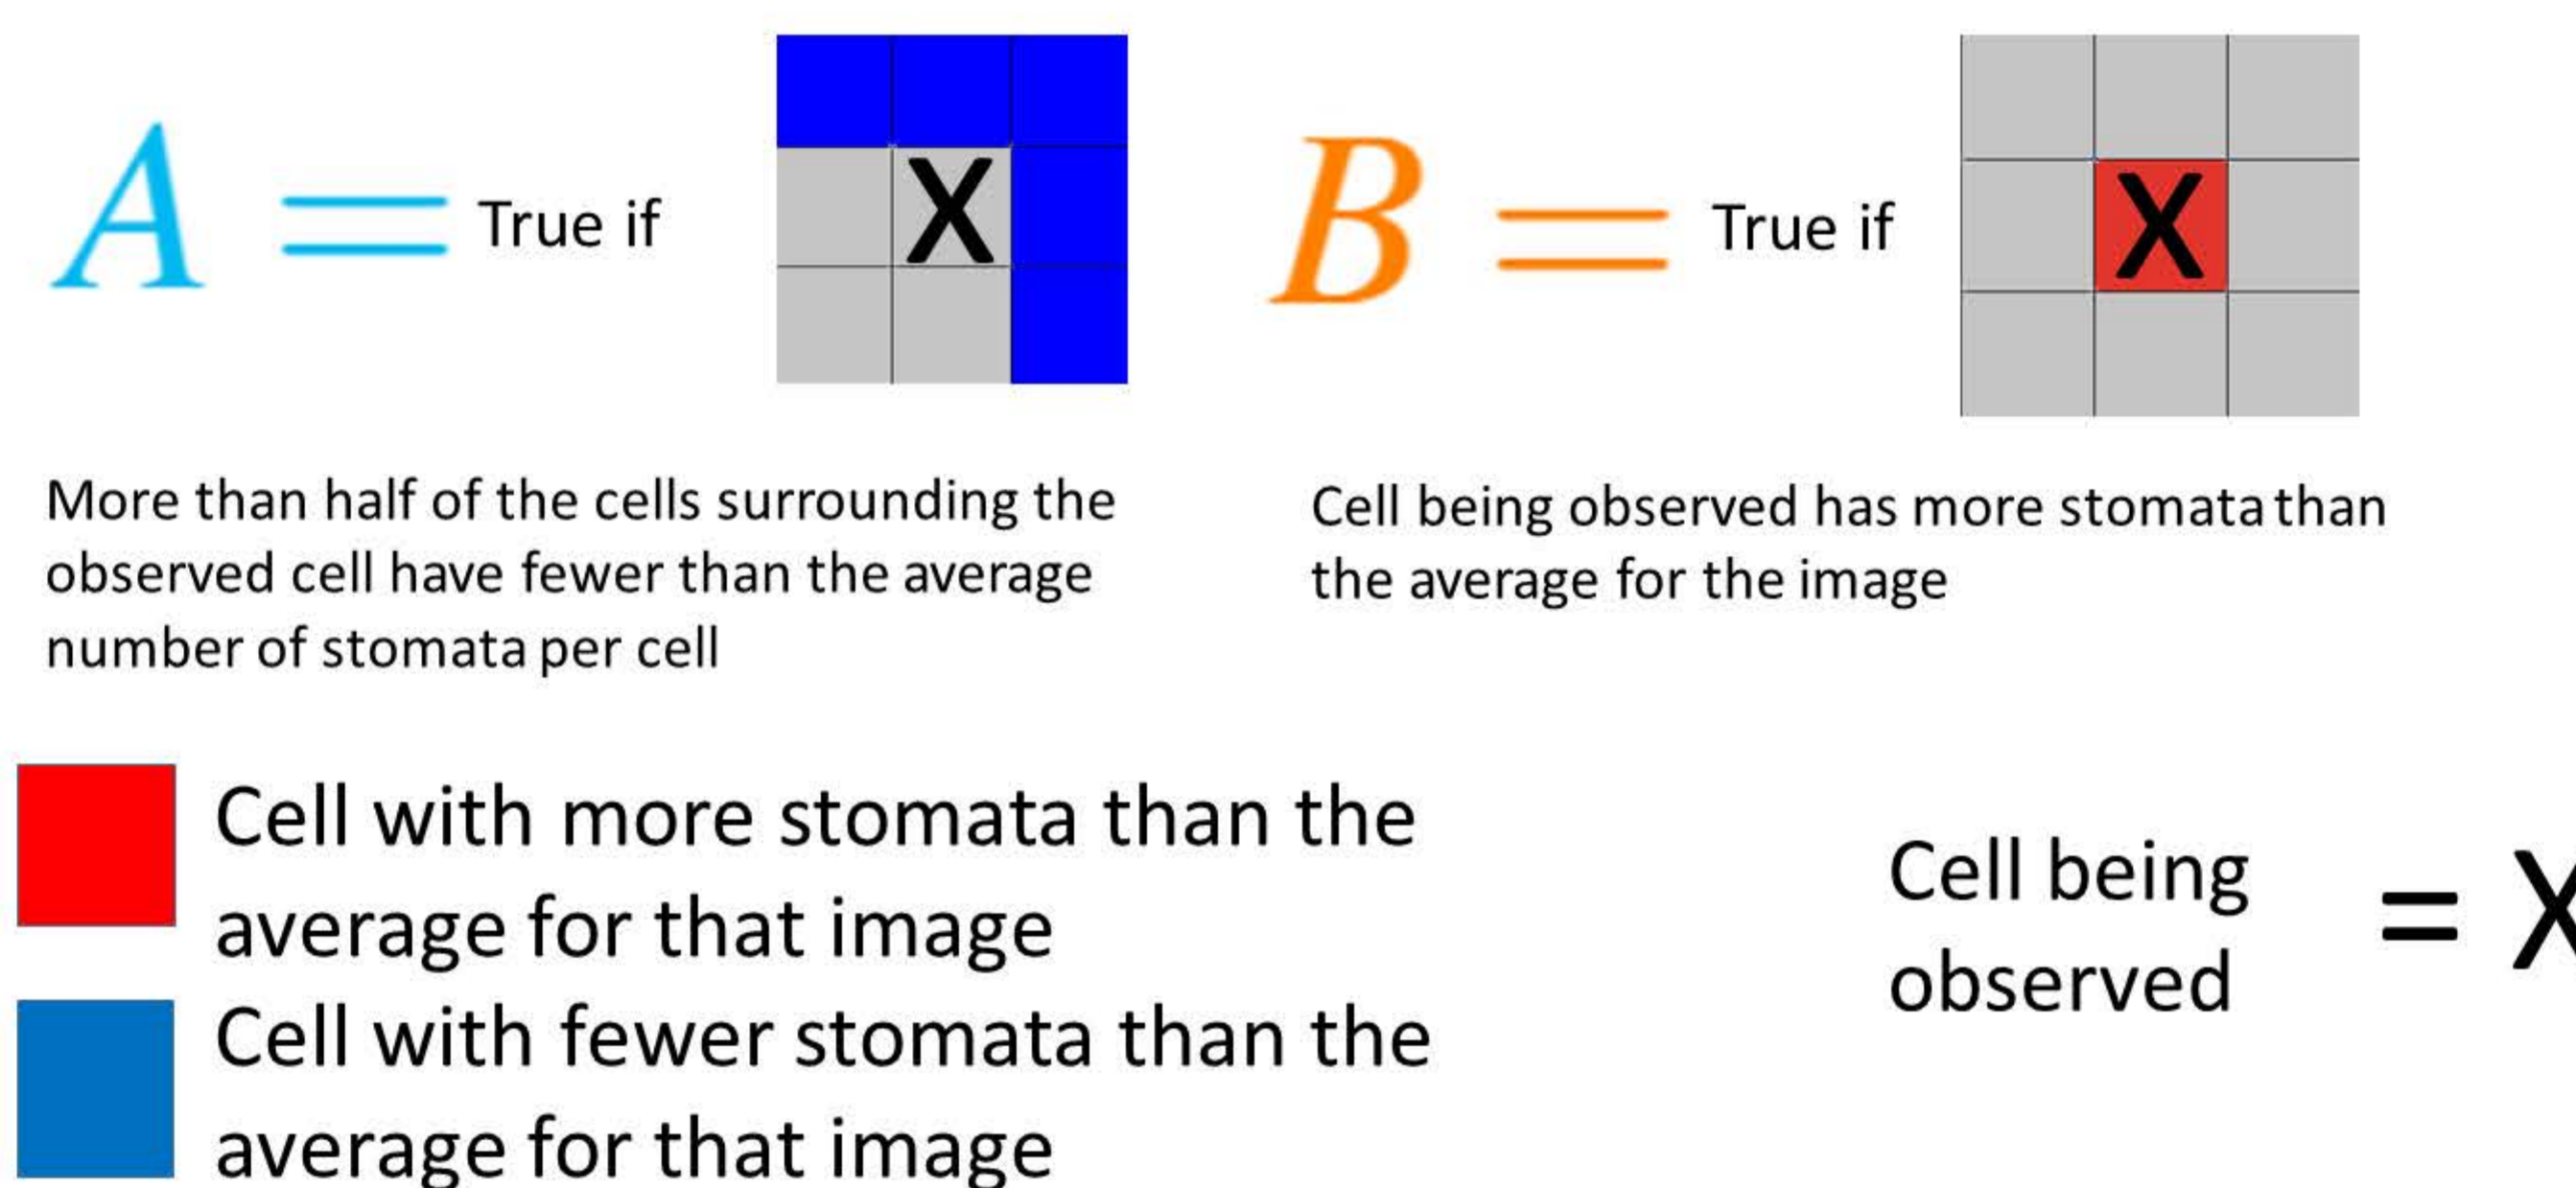 A = True if X
B = True if X
More than half of the cells surrounding the
observed cell have fewer than the average
number of stomata per cell
Cell being observed has more stomata than
the average for the image
Cell with more stomata than the
average for that image
Cell with fewer stomata than the
average for that image
Cell being
observed
= X